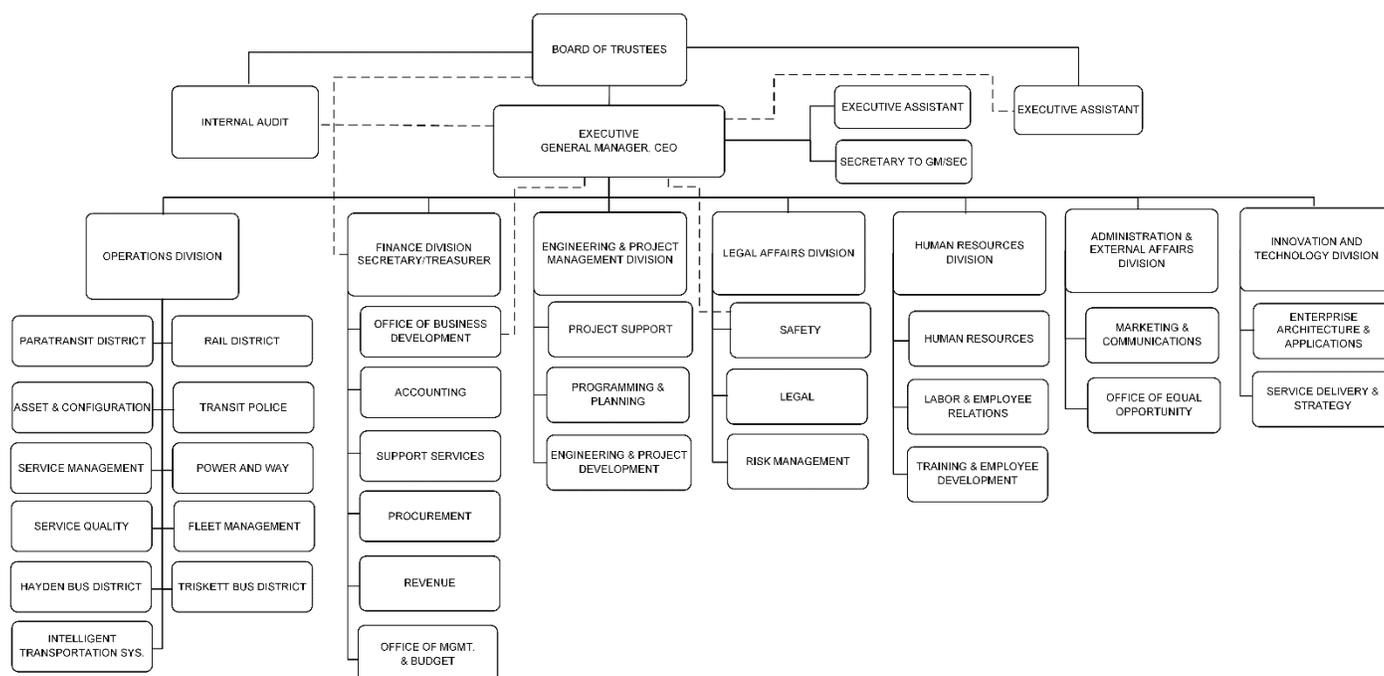 BOARD OF TRUSTEES
INTERNAL AUDIT
EXECUTIVE
GENERAL MANAGER, CEO
EXECUTIVE ASSISTANT
SECRETARY TO GM/SEC
EXECUTIVE ASSISTANT
OPERATIONS DIVISION
PARATRANSIT DISTRICT
RAIL DISTRICT
ASSET & CONFIGURATION
TRANSIT POLICE
SERVICE MANAGEMENT
POWER AND WAY
SERVICE QUALITY
FLEET MANAGEMENT
HAYDEN BUS DISTRICT
TRISKETT BUS DISTRICT
INTELLIGENT
TRANSPORTATION SYS.
FINANCE DIVISION
SECRETARY/TREASURER
OFFICE OF BUSINESS
DEVELOPMENT
ACCOUNTING
SUPPORT SERVICES
PROCUREMENT
REVENUE
OFFICE OF MGMT.
& BUDGET
ENGINEERING & PROJECT
MANAGEMENT DIVISION
PROJECT SUPPORT
PROGRAMMING &
PLANNING
ENGINEERING & PROJECT
DEVELOPMENT
LEGAL AFFAIRS DIVISION
SAFETY
LEGAL
RISK MANAGEMENT
HUMAN RESOURCES
DIVISION
HUMAN RESOURCES
LABOR & EMPLOYEE
RELATIONS
TRAINING & EMPLOYEE
DEVELOPMENT
ADMINISTRATION &
EXTERNAL AFFAIRS
DIVISION
MARKETING &
COMMUNICATIONS
OFFICE OF EQUAL
OPPORTUNITY
INNOVATION AND
TECHNOLOGY DIVISION
ENTERPRISE
ARCHITECTURE &
APPLICATIONS
SERVICE DELIVERY &
STRATEGY